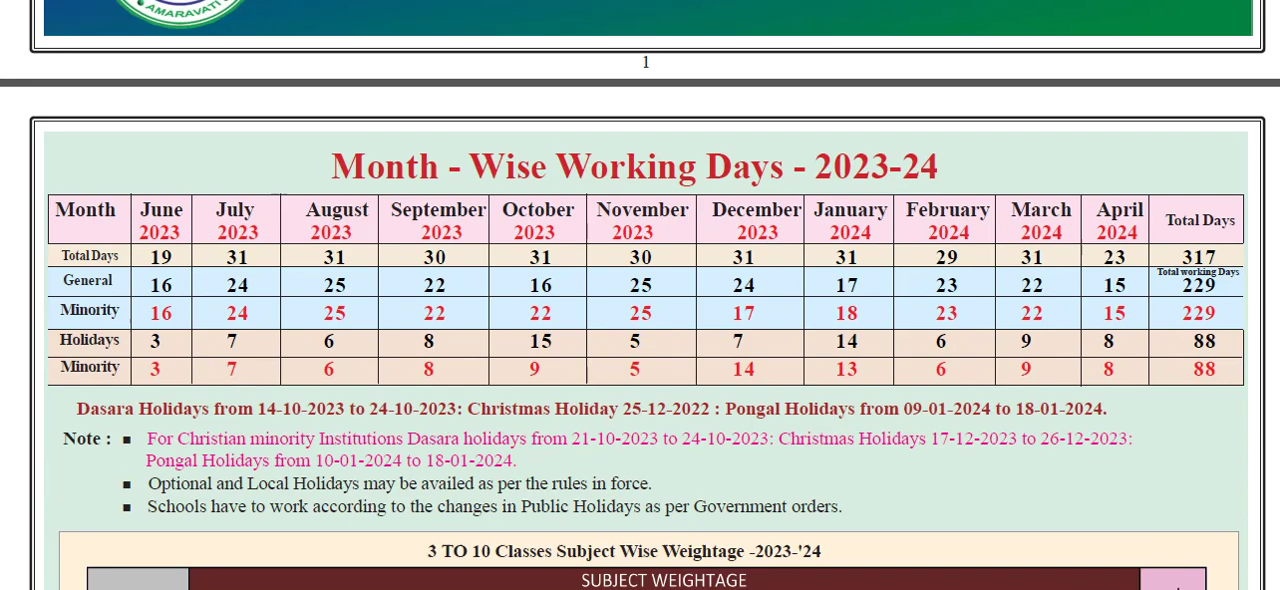 AMARAVATI
1
Month - Wise Working Days - 2023-24
Month June July August September October November December January February March April Total Days
2023 2023 2023 2023 2023 2023 2023 2024 2024 2024 2024
Total Days 19 31 31 30 31 30 31 31 29 31 23 317
Total working Days
General 16 24 25 22 16 25 24 17 23 22 15 229
Minority 16 24 25 22 22 25 17 18 23 22 15 229
Holidays 3 7 6 8 15 5 7 14 6 9 8 88
Minority 3 7 6 8 9 5 14 13 6 9 8 88
Dasara Holidays from 14-10-2023 to 24-10-2023: Christmas Holiday 25-12-2022 : Pongal Holidays from 09-01-2024 to 18-01-2024.
Note : ■ For Christian minority Institutions Dasara holidays from 21-10-2023 to 24-10-2023: Christmas Holidays 17-12-2023 to 26-12-2023:
Pongal Holidays from 10-01-2024 to 18-01-2024.
■ Optional and Local Holidays may be availed as per the rules in force.
■ Schools have to work according to the changes in Public Holidays as per Government orders.
3 TO 10 Classes Subject Wise Weightage -2023-'24
SUBJECT WEIGHTAGE